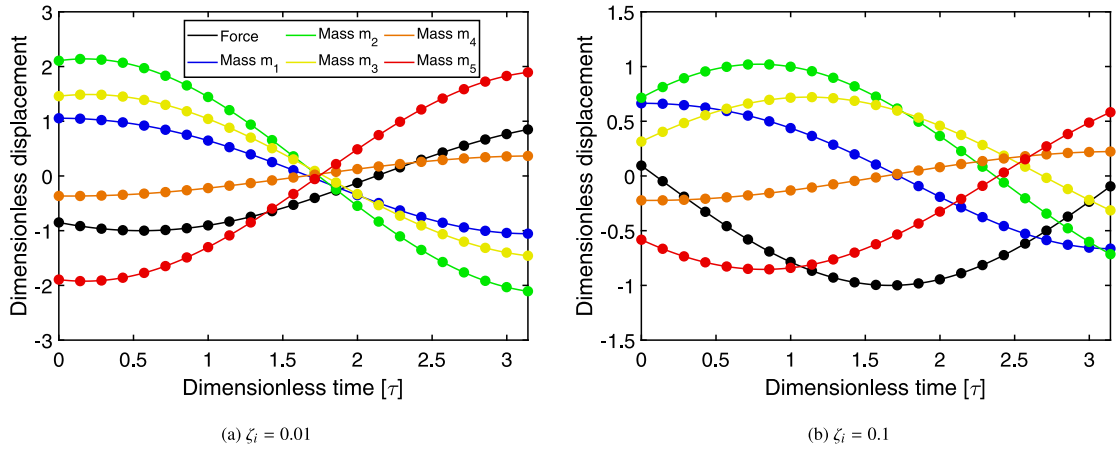 Force
Mass m1
Mass m2
Mass m3
Mass m4
Mass m5
Dimensionless displacement
3
2
1
0
-1
-2
-3
0 0.5 1 1.5 2 2.5 3
Dimensionless time [τ]
(a) ζi = 0.01
Dimensionless displacement
1.5
1
0.5
0
-0.5
-1
-1.5
0 0.5 1 1.5 2 2.5 3
Dimensionless time [τ]
(b) ζi = 0.1